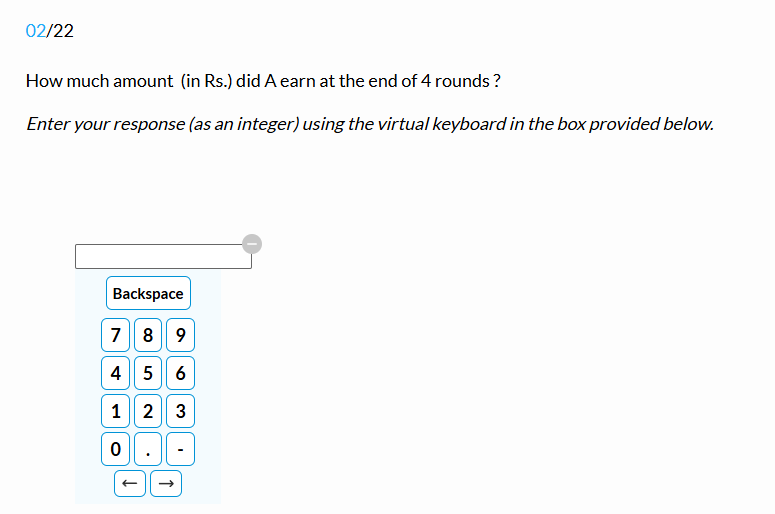 02/22
How much amount (in Rs.) did A earn at the end of 4 rounds ?
Enter your response (as an integer) using the virtual keyboard in the box provided below.
Backspace
7 8 9
4 5 6
1 2 3
0 . -
← →